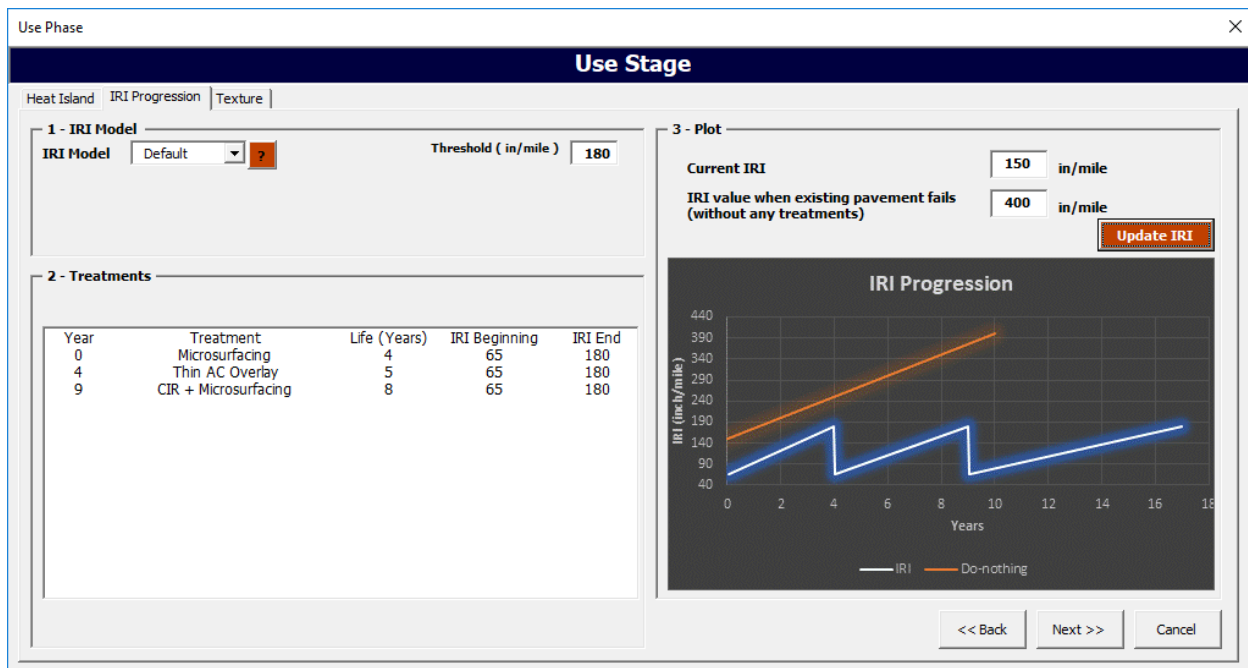 Use Phase
Use Stage
Heat Island IRI Progression Texture
1 - IRI Model
IRI Model Default ? Threshold ( in/mile ) 180
2 - Treatments
Year Treatment Life (Years) IRI Beginning IRI End
0 Microsurfacing 4 65 180
4 Thin AC Overlay 5 65 180
9 CIR + Microsurfacing 8 65 180
3 - Plot
Current IRI 150 in/mile
IRI value when existing pavement fails
(without any treatments) 400 in/mile
Update IRI
IRI Progression
IRI (inch/mile)
440
390
340
290
240
190
140
90
40
0 2 4 6 8 10 12 14 16 18
Years
IRI Do-nothing
<< Back Next >> Cancel